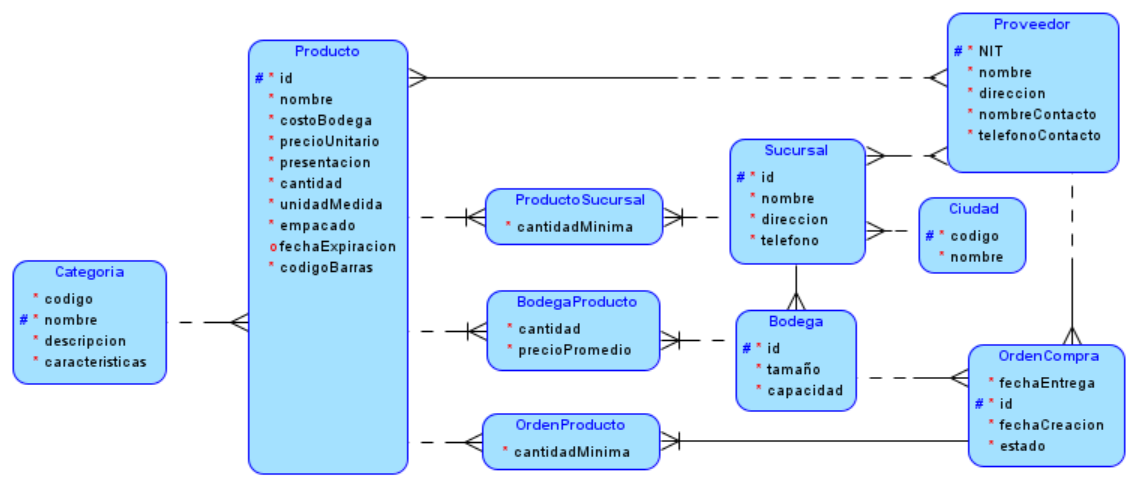 Producto
# * id
* nombre
* costoBodega
* precioUnitario
* presentacion
* cantidad
* unidadMedida
* empacado
o fechaExpiracion
* codigoBarras
Proveedor
# * NIT
* nombre
* direccion
* nombreContacto
* telefonoContacto
Sucursal
# * id
* nombre
* direccion
* telefono
ProductoSucursal
* cantidadMinima
Ciudad
# * codigo
* nombre
Categoria
* codigo
# * nombre
* descripcion
* caracteristicas
BodegaProducto
* cantidad
* precioPromedio
Bodega
# * id
* tamaño
* capacidad
OrdenCompra
* fechaEntrega
# * id
* fechaCreacion
* estado
OrdenProducto
* cantidadMinima